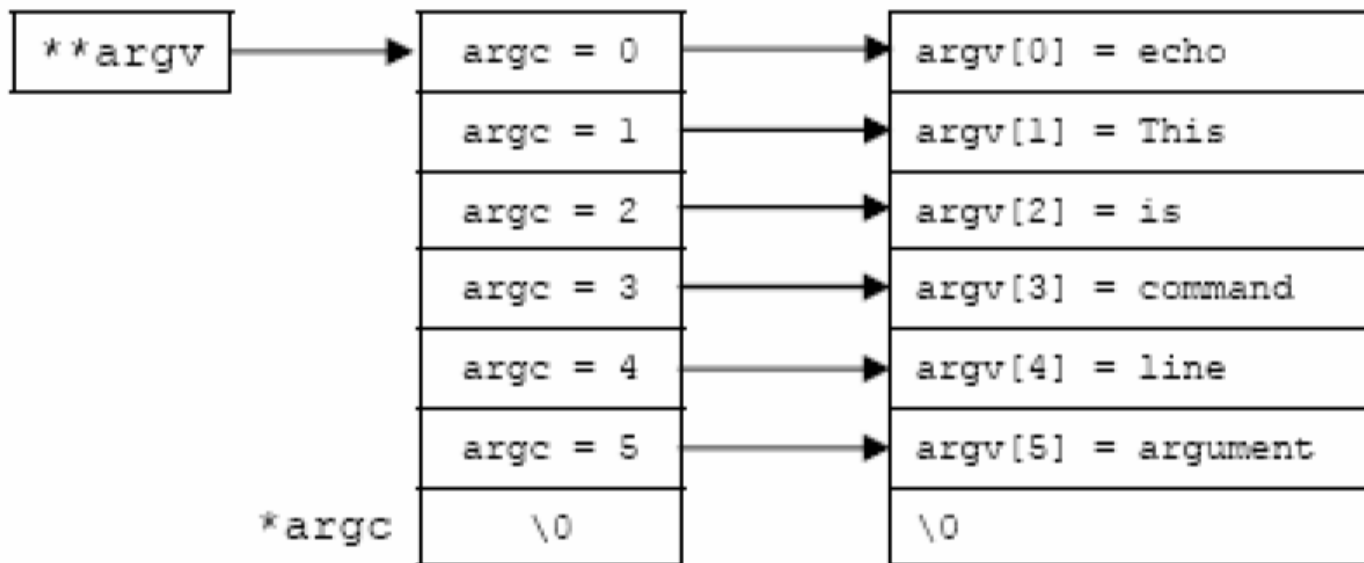 **argv argc = 0 argv[0] = echo
argc = 1 argv[1] = This
argc = 2 argv[2] = is
argc = 3 argv[3] = command
argc = 4 argv[4] = line
argc = 5 argv[5] = argument
*argc \0 \0